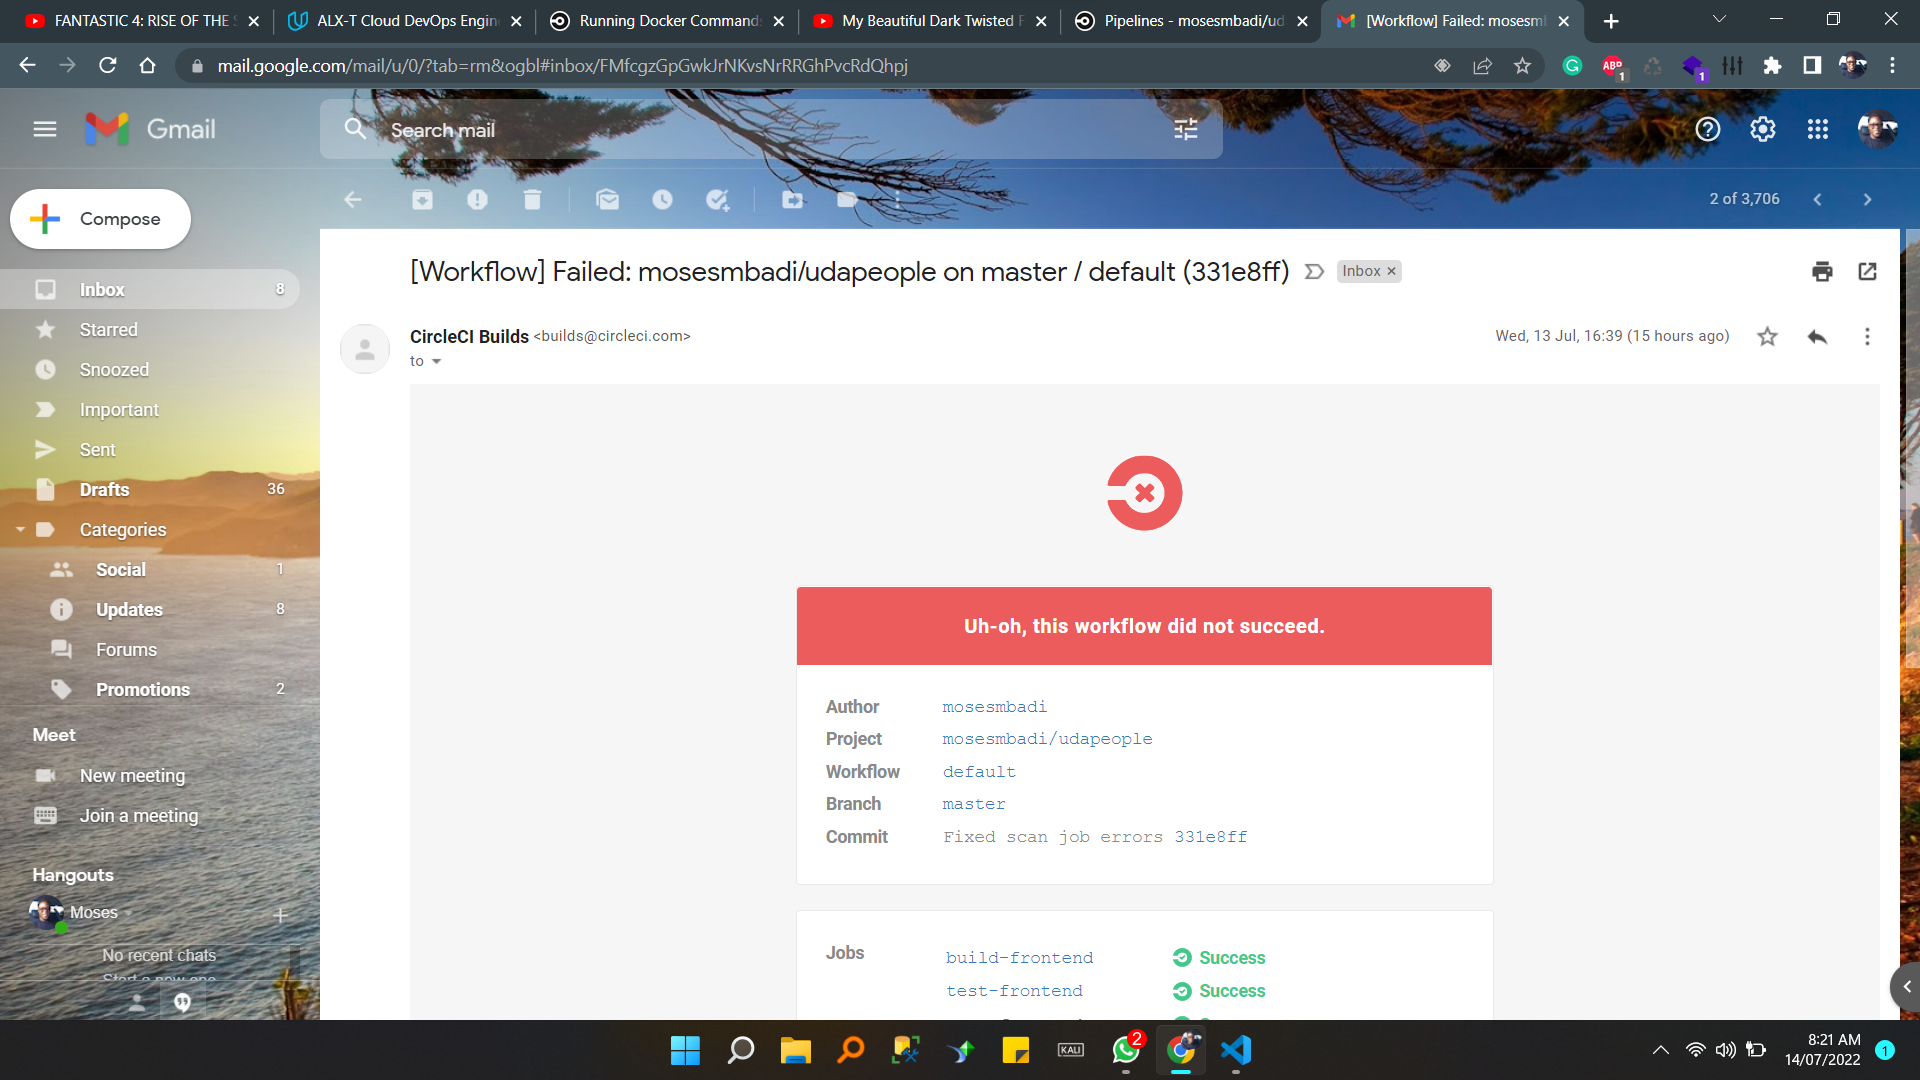 FANTASTIC 4: RISE OF THE
ALX-T Cloud DevOps Engin
Running Docker Command
My Beautiful Dark Twisted F
Pipelines - mosesmbadi/ud
[Workflow] Failed: mosesm
mail.google.com/mail/u/0/?tab=rm&ogbl#inbox/FMfcgzGpGwkJrNKvsNrRRGhPvcRdQhpj
ABP
1
1
Gmail
Search mail
Compose
2 of 3,706
[Workflow] Failed: mosesmbadi/udapeople on master / default (331e8ff)
Inbox ×
CircleCI Builds <builds@circleci.com>
Wed, 13 Jul, 16:39 (15 hours ago)
to
Inbox 8
Starred
Snoozed
Important
Sent
Drafts 36
Categories
Social 1
Updates 8
Forums
Promotions 2
Meet
New meeting
Join a meeting
Hangouts
Moses
No recent chats
Start a new one
Uh-oh, this workflow did not succeed.
Author mosesmbadi
Project mosesmbadi/udapeople
Workflow default
Branch master
Commit Fixed scan job errors 331e8ff
Jobs build-frontend Success
test-frontend Success
KALI
2
8:21 AM
14/07/2022
1